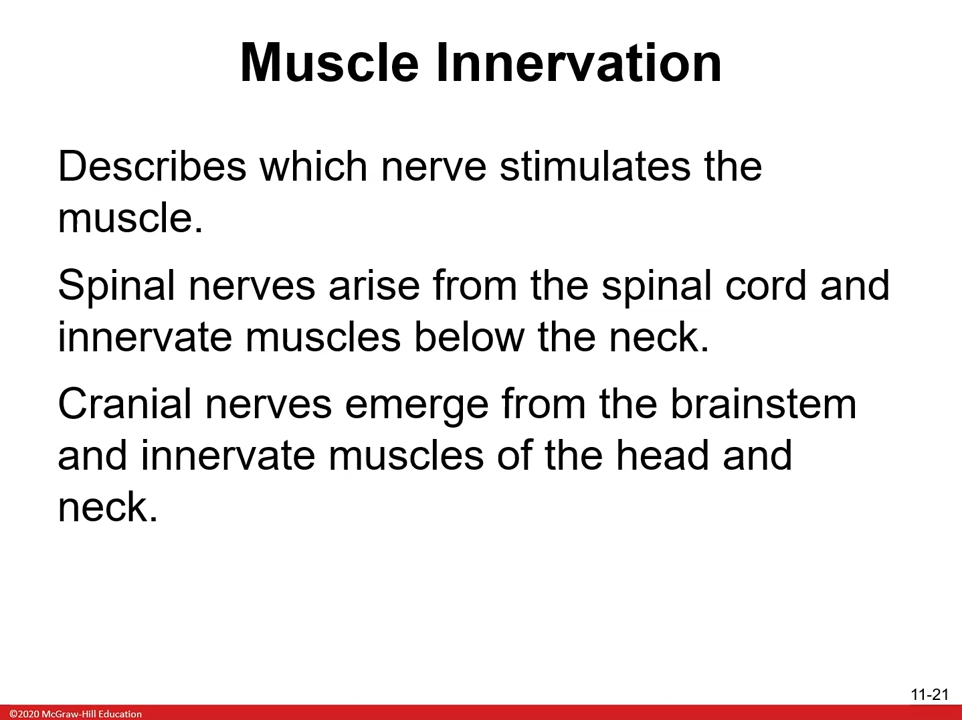 Muscle Innervation
Describes which nerve stimulates the
muscle.
Spinal nerves arise from the spinal cord and
innervate muscles below the neck.
Cranial nerves emerge from the brainstem
and innervate muscles of the head and
neck.
11-21
©2020 McGraw-Hill Education